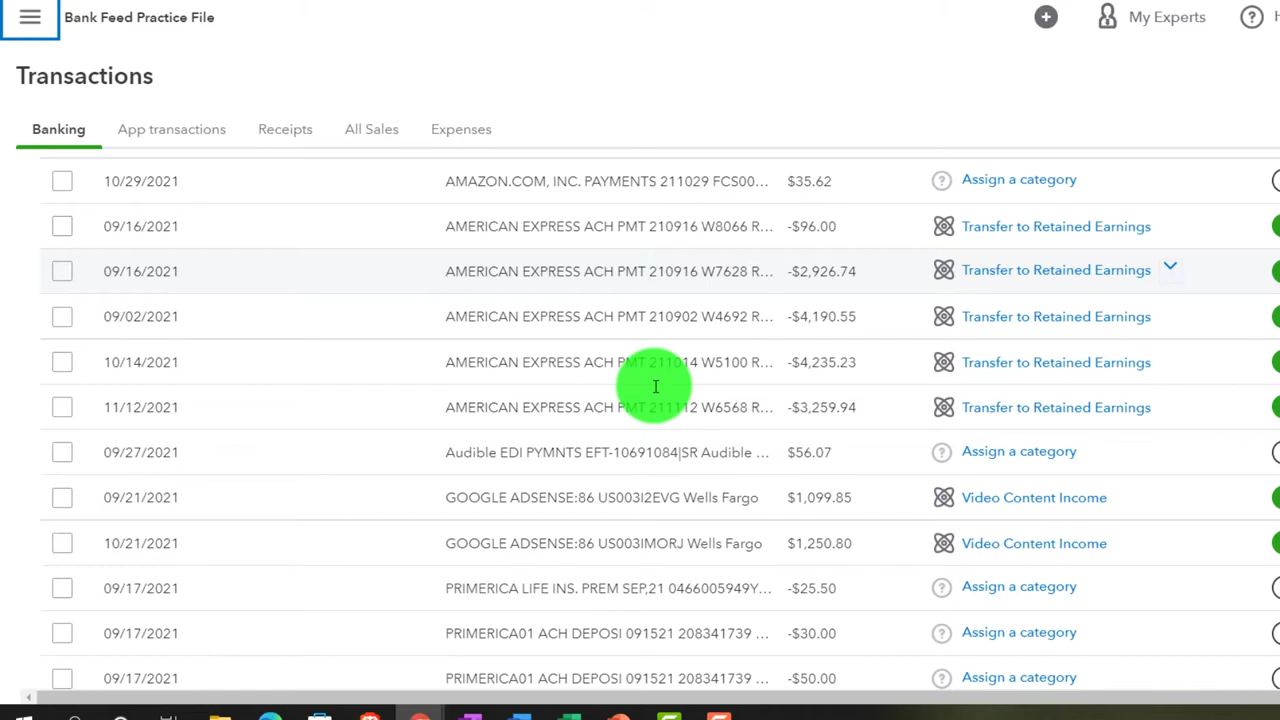 Bank Feed Practice File
My Experts
Transactions
Banking App transactions Receipts All Sales Expenses
10/29/2021 AMAZON.COM, INC. PAYMENTS 211029 FCS00... $35.62 Assign a category
09/16/2021 AMERICAN EXPRESS ACH PMT 210916 W8066 R... -$96.00 Transfer to Retained Earnings
09/16/2021 AMERICAN EXPRESS ACH PMT 210916 W7628 R... -$2,926.74 Transfer to Retained Earnings
09/02/2021 AMERICAN EXPRESS ACH PMT 210902 W4692 R... -$4,190.55 Transfer to Retained Earnings
10/14/2021 AMERICAN EXPRESS ACH PMT 211014 W5100 R... -$4,235.23 Transfer to Retained Earnings
11/12/2021 AMERICAN EXPRESS ACH PMT 211112 W6568 R... -$3,259.94 Transfer to Retained Earnings
09/27/2021 Audible EDI PYMNTS EFT-10691084|SR Audible ... $56.07 Assign a category
09/21/2021 GOOGLE ADSENSE:86 US003I2EVG Wells Fargo $1,099.85 Video Content Income
10/21/2021 GOOGLE ADSENSE:86 US003IMORJ Wells Fargo $1,250.80 Video Content Income
09/17/2021 PRIMERICA LIFE INS. PREM SEP,21 0466005949Y... -$25.50 Assign a category
09/17/2021 PRIMERICA01 ACH DEPOSI 091521 208341739 ... -$30.00 Assign a category
09/17/2021 PRIMERICA01 ACH DEPOSI 091521 208341739 ... -$50.00 Assign a category